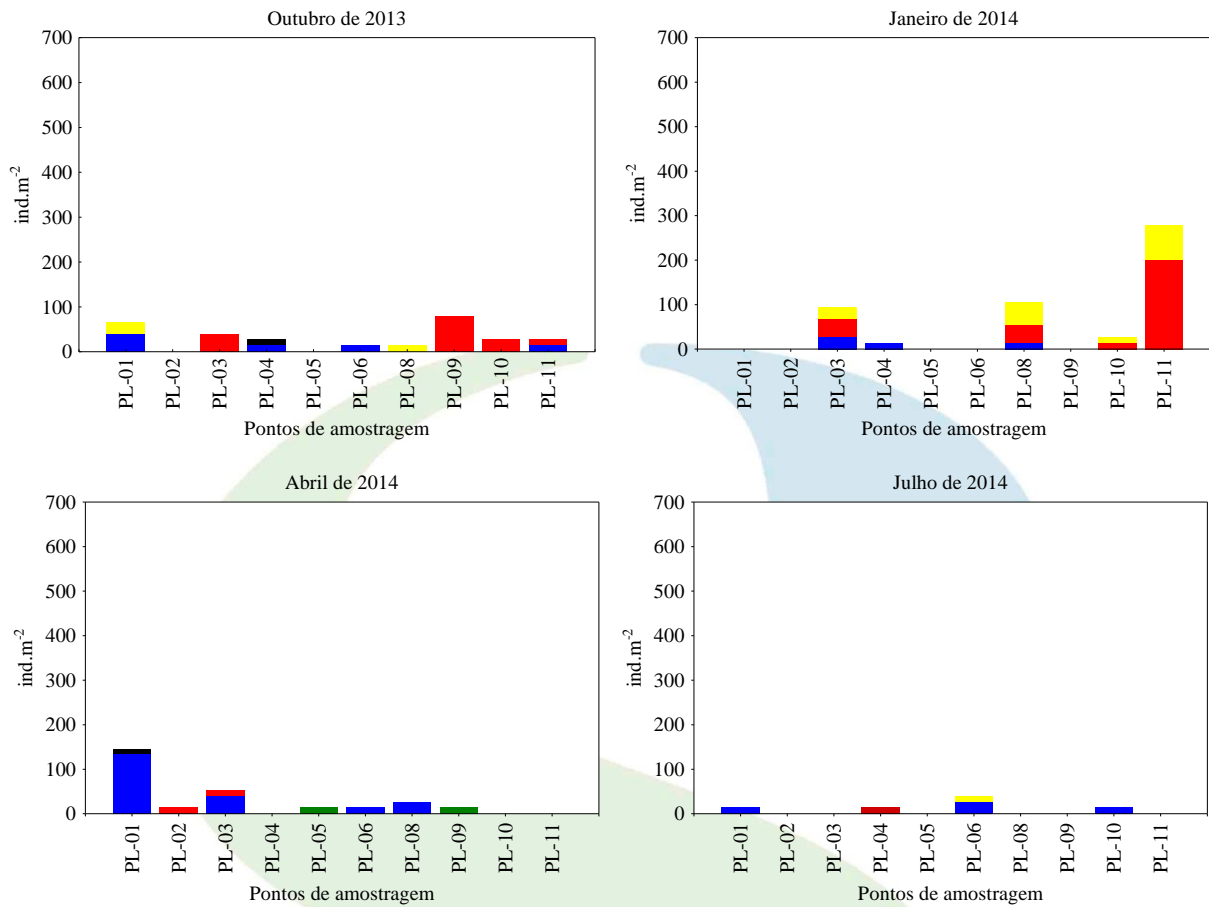 Outubro de 2013
700
600
500
400
300
200
100
0
ind.m-2
PL-01
PL-02
PL-03
PL-04
PL-05
PL-06
PL-08
PL-09
PL-10
PL-11
Pontos de amostragem
Janeiro de 2014
700
600
500
400
300
200
100
0
ind.m-2
PL-01
PL-02
PL-03
PL-04
PL-05
PL-06
PL-08
PL-09
PL-10
PL-11
Pontos de amostragem
Abril de 2014
700
600
500
400
300
200
100
0
ind.m-2
PL-01
PL-02
PL-03
PL-04
PL-05
PL-06
PL-08
PL-09
PL-10
PL-11
Pontos de amostragem
Julho de 2014
700
600
500
400
300
200
100
0
ind.m-2
PL-01
PL-02
PL-03
PL-04
PL-05
PL-06
PL-08
PL-09
PL-10
PL-11
Pontos de amostragem